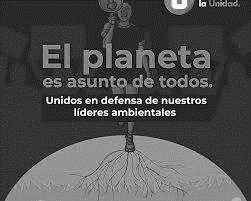 la Unidad.
El planeta
es asunto de todos.
Unidos en defensa de nuestros
líderes ambientales